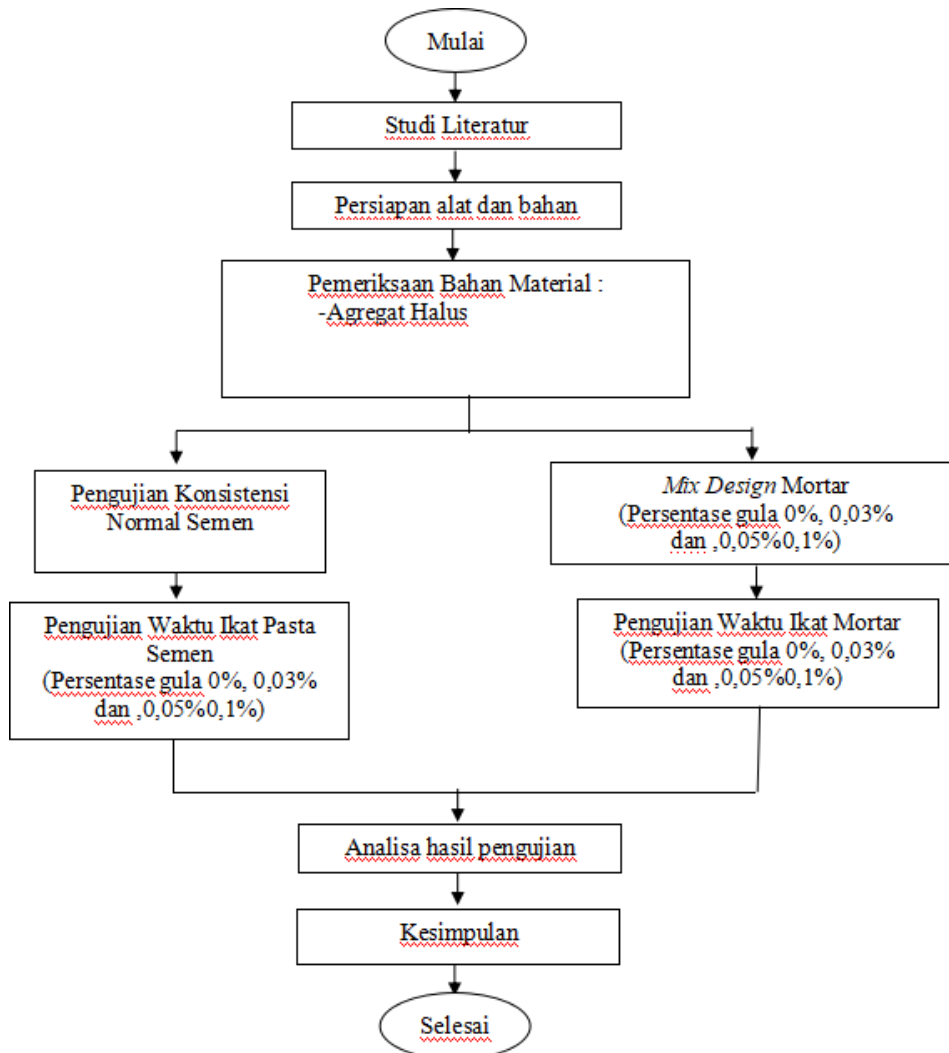 Mulai
Studi Literatur
Persiapan alat dan bahan
Pemeriksaan Bahan Material :
-Agregat Halus
Pengujian Konsistensi
Normal Semen
Pengujian Waktu Ikat Pasta
Semen
(Persentase gula 0%, 0,03%
dan ,0,05%0,1%)
Mix Design Mortar
(Persentase gula 0%, 0,03%
dan ,0,05%0,1%)
Pengujian Waktu Ikat Mortar
(Persentase gula 0%, 0,03%
dan ,0,05%0,1%)
Analisa hasil pengujian
Kesimpulan
Selesai